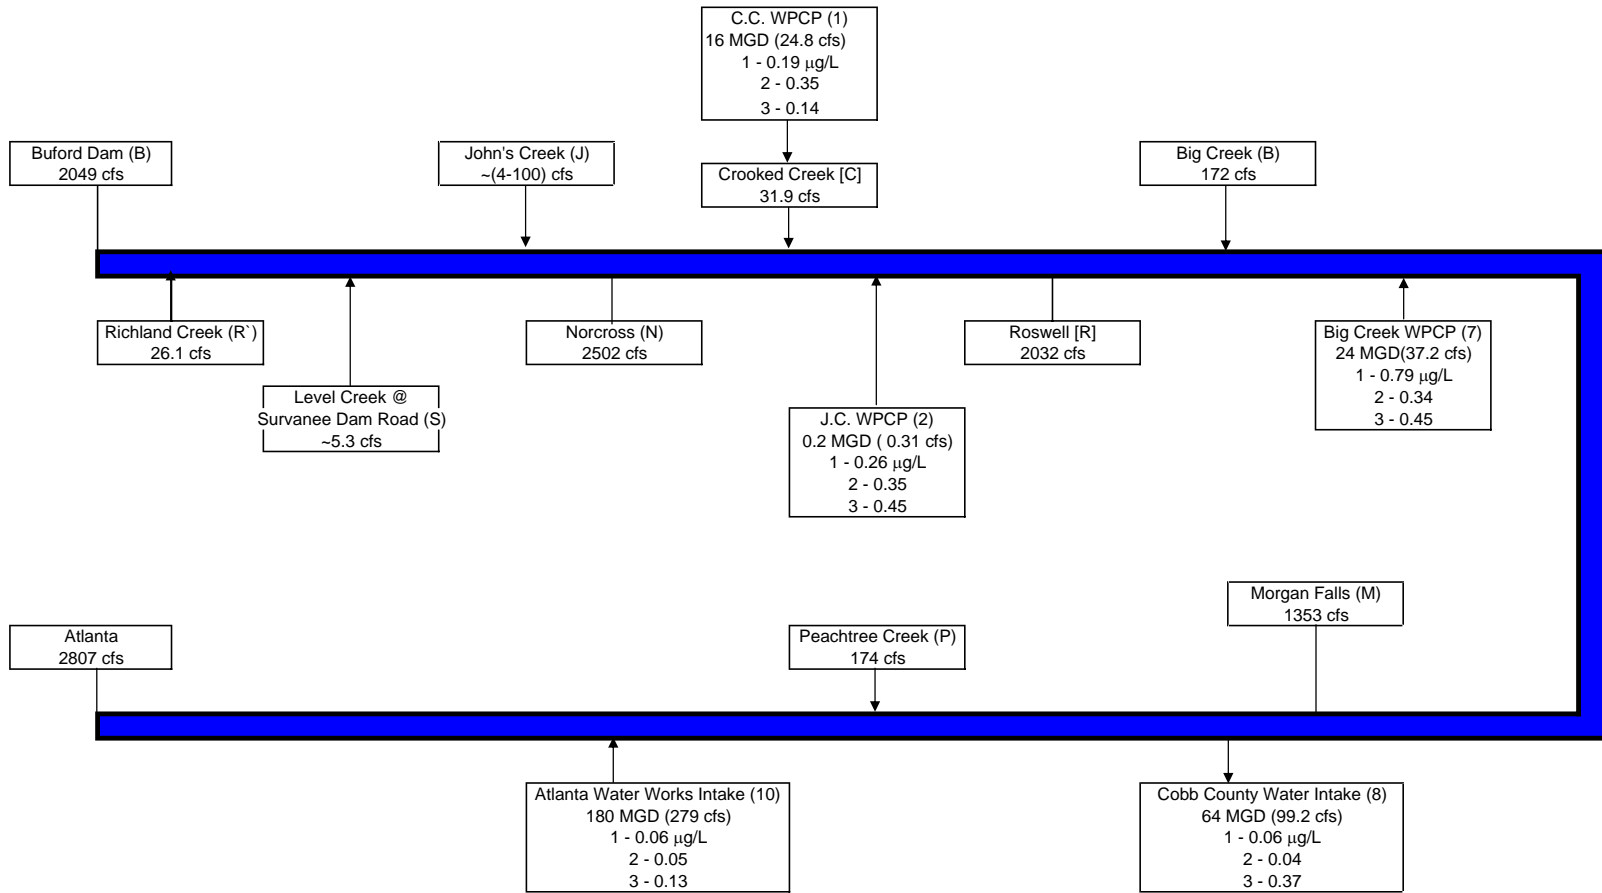 C.C. WPCP (1)
16 MGD (24.8 cfs)
1 - 0.19 μg/L
2 - 0.35
3 - 0.14
Buford Dam (B)
2049 cfs
John's Creek (J)
~(4-100) cfs
Crooked Creek [C]
31.9 cfs
Big Creek (B)
172 cfs
Richland Creek (R`)
26.1 cfs
Level Creek @
Survanee Dam Road (S)
~5.3 cfs
Norcross (N)
2502 cfs
J.C. WPCP (2)
0.2 MGD ( 0.31 cfs)
1 - 0.26 μg/L
2 - 0.35
3 - 0.45
Roswell [R]
2032 cfs
Big Creek WPCP (7)
24 MGD(37.2 cfs)
1 - 0.79 μg/L
2 - 0.34
3 - 0.45
Atlanta
2807 cfs
Peachtree Creek (P)
174 cfs
Morgan Falls (M)
1353 cfs
Atlanta Water Works Intake (10)
180 MGD (279 cfs)
1 - 0.06 μg/L
2 - 0.05
3 - 0.13
Cobb County Water Intake (8)
64 MGD (99.2 cfs)
1 - 0.06 μg/L
2 - 0.04
3 - 0.37